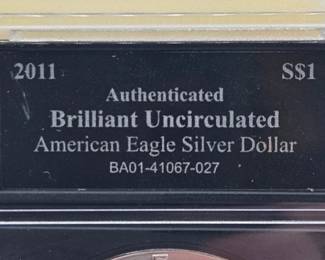 2011 S$1
Authenticated
Brilliant Uncirculated
American Eagle Silver Dollar
BA01-41067-027